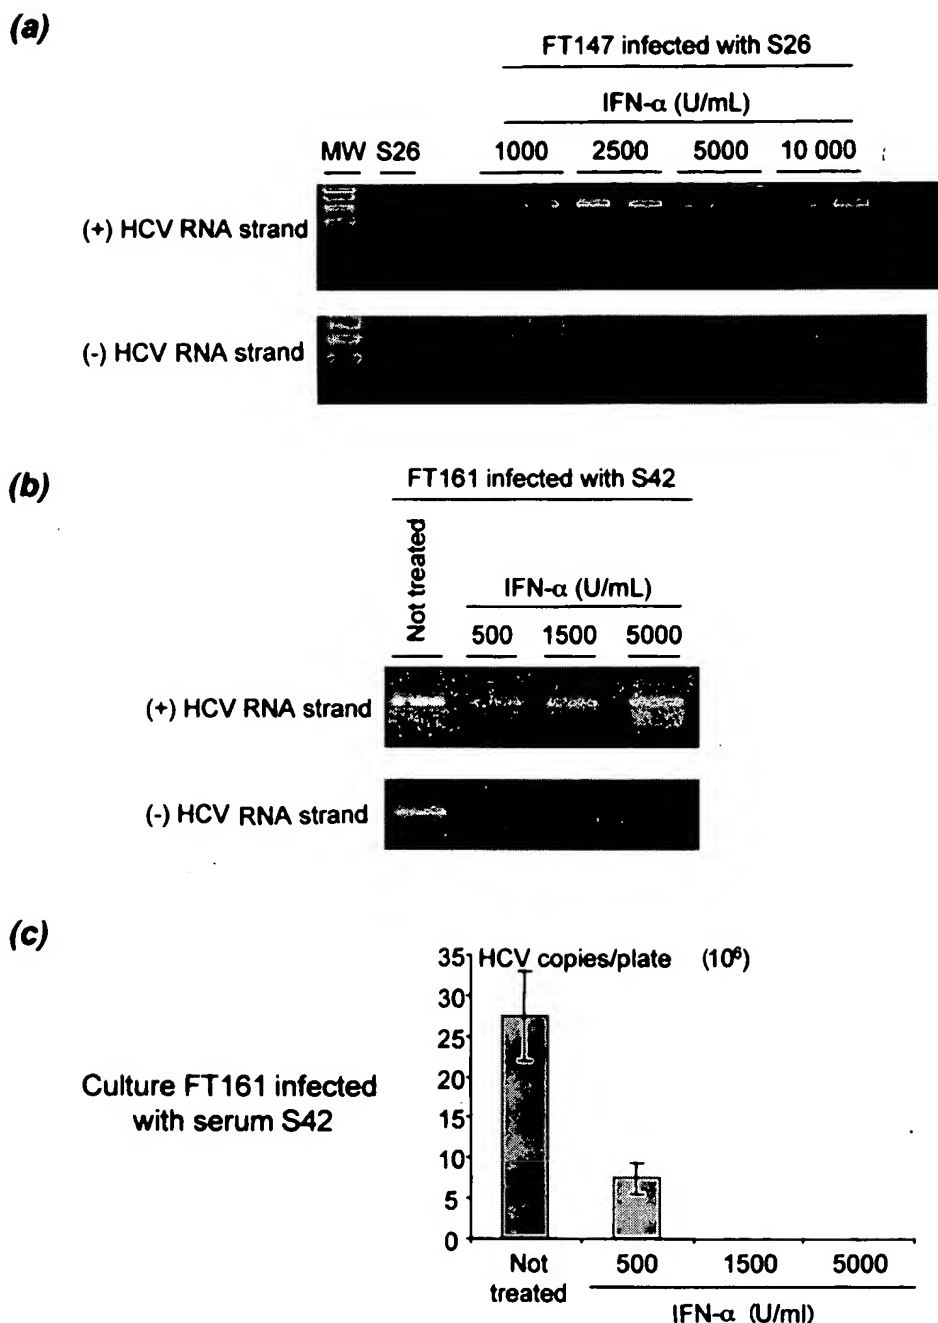 (a)
FT147 infected with S26
IFN-α (U/mL)
MW S26 1000 2500 5000 10 000
(+) HCV RNA strand
(-) HCV RNA strand
(b)
FT161 infected with S42
Not treated
IFN-α (U/mL)
500 1500 5000
(+) HCV RNA strand
(-) HCV RNA strand
(c)
35 HCV copies/plate (10⁶)
30
25
20
15
10
5
0
Culture FT161 infected
with serum S42
Not treated 500 1500 5000
IFN-α (U/ml)